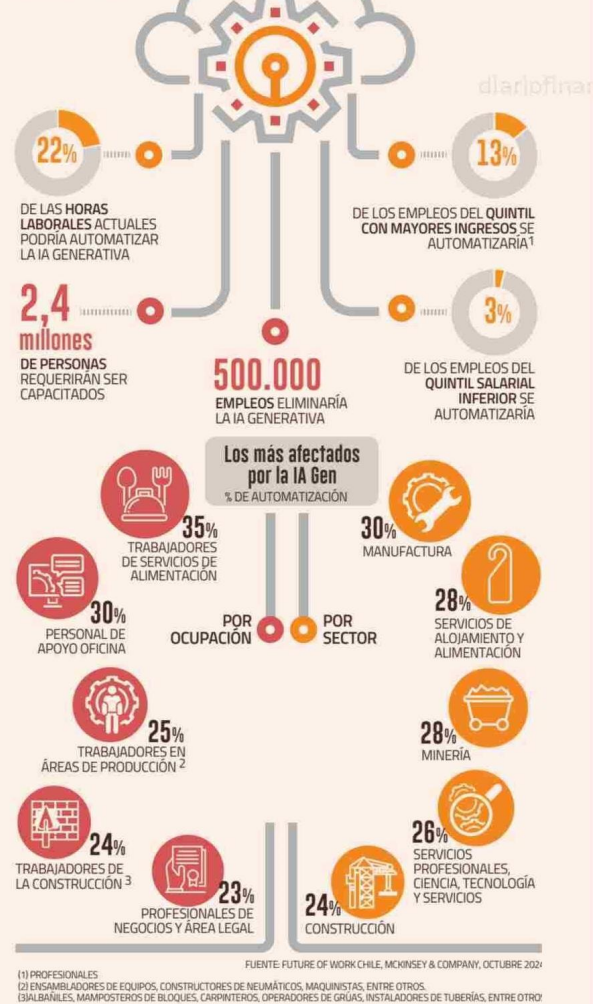 diariofinan
22%
DE LAS HORAS
LABORALES ACTUALES
PODRÍA AUTOMATIZAR
LA IA GENERATIVA
13%
DE LOS EMPLEOS DEL QUINTIL
CON MAYORES INGRESOS SE
AUTOMATIZARÍA¹
2,4
millones
DE PERSONAS
REQUERIRÁN SER
CAPACITADOS
500.000
EMPLEOS ELIMINARÍA
LA IA GENERATIVA
3%
DE LOS EMPLEOS DEL
QUINTIL SALARIAL
INFERIOR SE
AUTOMATIZARÍA
Los más afectados
por la IA Gen
% DE AUTOMATIZACIÓN
POR
OCUPACIÓN
35%
TRABAJADORES
DE SERVICIOS DE
ALIMENTACIÓN
30%
PERSONAL DE
APOYO OFICINA
25%
TRABAJADORES EN
ÁREAS DE PRODUCCIÓN ²
24%
TRABAJADORES DE
LA CONSTRUCCIÓN ³
23%
PROFESIONALES DE
NEGOCIOS Y ÁREA LEGAL
POR
SECTOR
30%
MANUFACTURA
28%
SERVICIOS DE
ALOJAMIENTO Y
ALIMENTACIÓN
28%
MINERÍA
26%
SERVICIOS
PROFESIONALES,
CIENCIA, TECNOLOGÍA
Y SERVICIOS
24%
CONSTRUCCIÓN
FUENTE: FUTURE OF WORK CHILE, MCKINSEY & COMPANY, OCTUBRE 2024
(1) PROFESIONALES
(2) ENSAMBLADORES DE EQUIPOS, CONSTRUCTORES DE NEUMÁTICOS, MAQUINISTAS, ENTRE OTROS.
(3)ALBAÑILES, MAMPOSTEROS DE BLOQUES, CARPINTEROS, OPERADORES DE GRÚAS, INSTALADORES DE TUBERÍAS, ENTRE OTROS